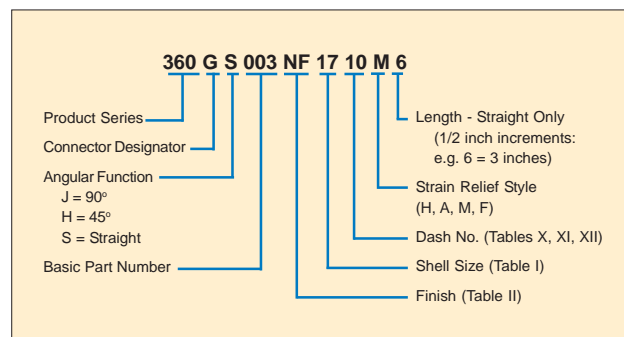 360 G S 003 NF 17 10 M 6
Product Series
Connector Designator
Angular Function
J = 90°
H = 45°
S = Straight
Basic Part Number
Length - Straight Only
(1/2 inch increments:
e.g. 6 = 3 inches)
Strain Relief Style
(H, A, M, F)
Dash No. (Tables X, XI, XII)
Shell Size (Table I)
Finish (Table II)